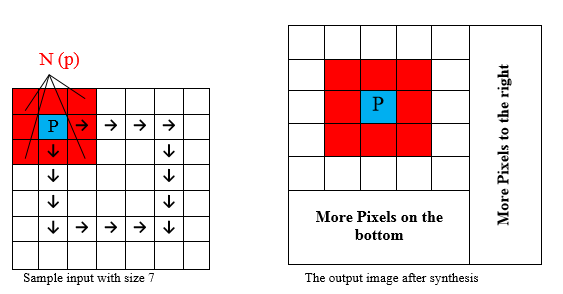 N (p)
P
Sample input with size 7
P
More Pixels to the right
More Pixels on the
bottom
The output image after synthesis